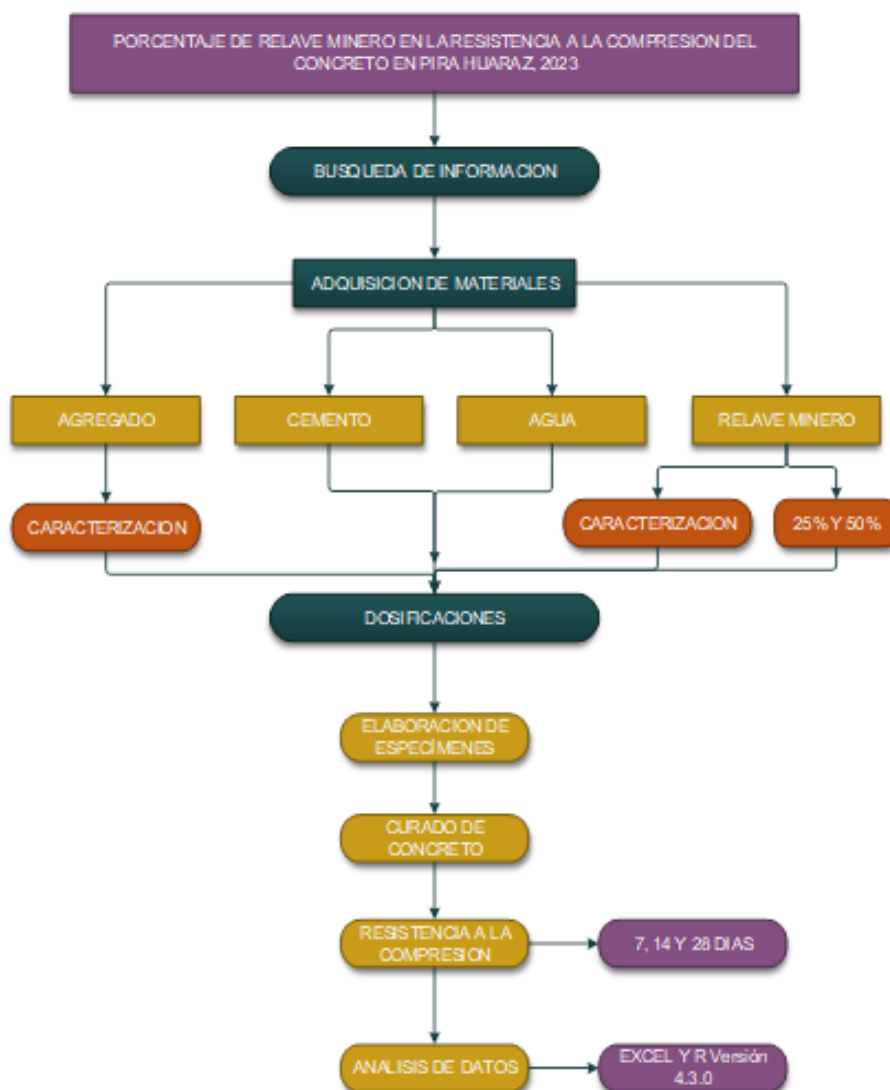 PORCENTAJE DE RELAVE MINERO EN LA RESISTENCIA A LA COMPRESION DEL
CONCRETO EN PIRA HUARAZ, 2023
BUSQUEDA DE INFORMACION
ADQUISICION DE MATERIALES
AGREGADO
CEMENTO
AGUA
RELAVE MINERO
CARACTERIZACION
CARACTERIZACION
25% Y 50%
DOSIFICACIONES
ELABORACION DE
ESPECÍMENES
CURADO DE
CONCRETO
RESISTENCIA A LA
COMPRESION
7, 14 Y 28 DIAS
ANALISIS DE DATOS
EXCEL Y R Versión
4.3.0